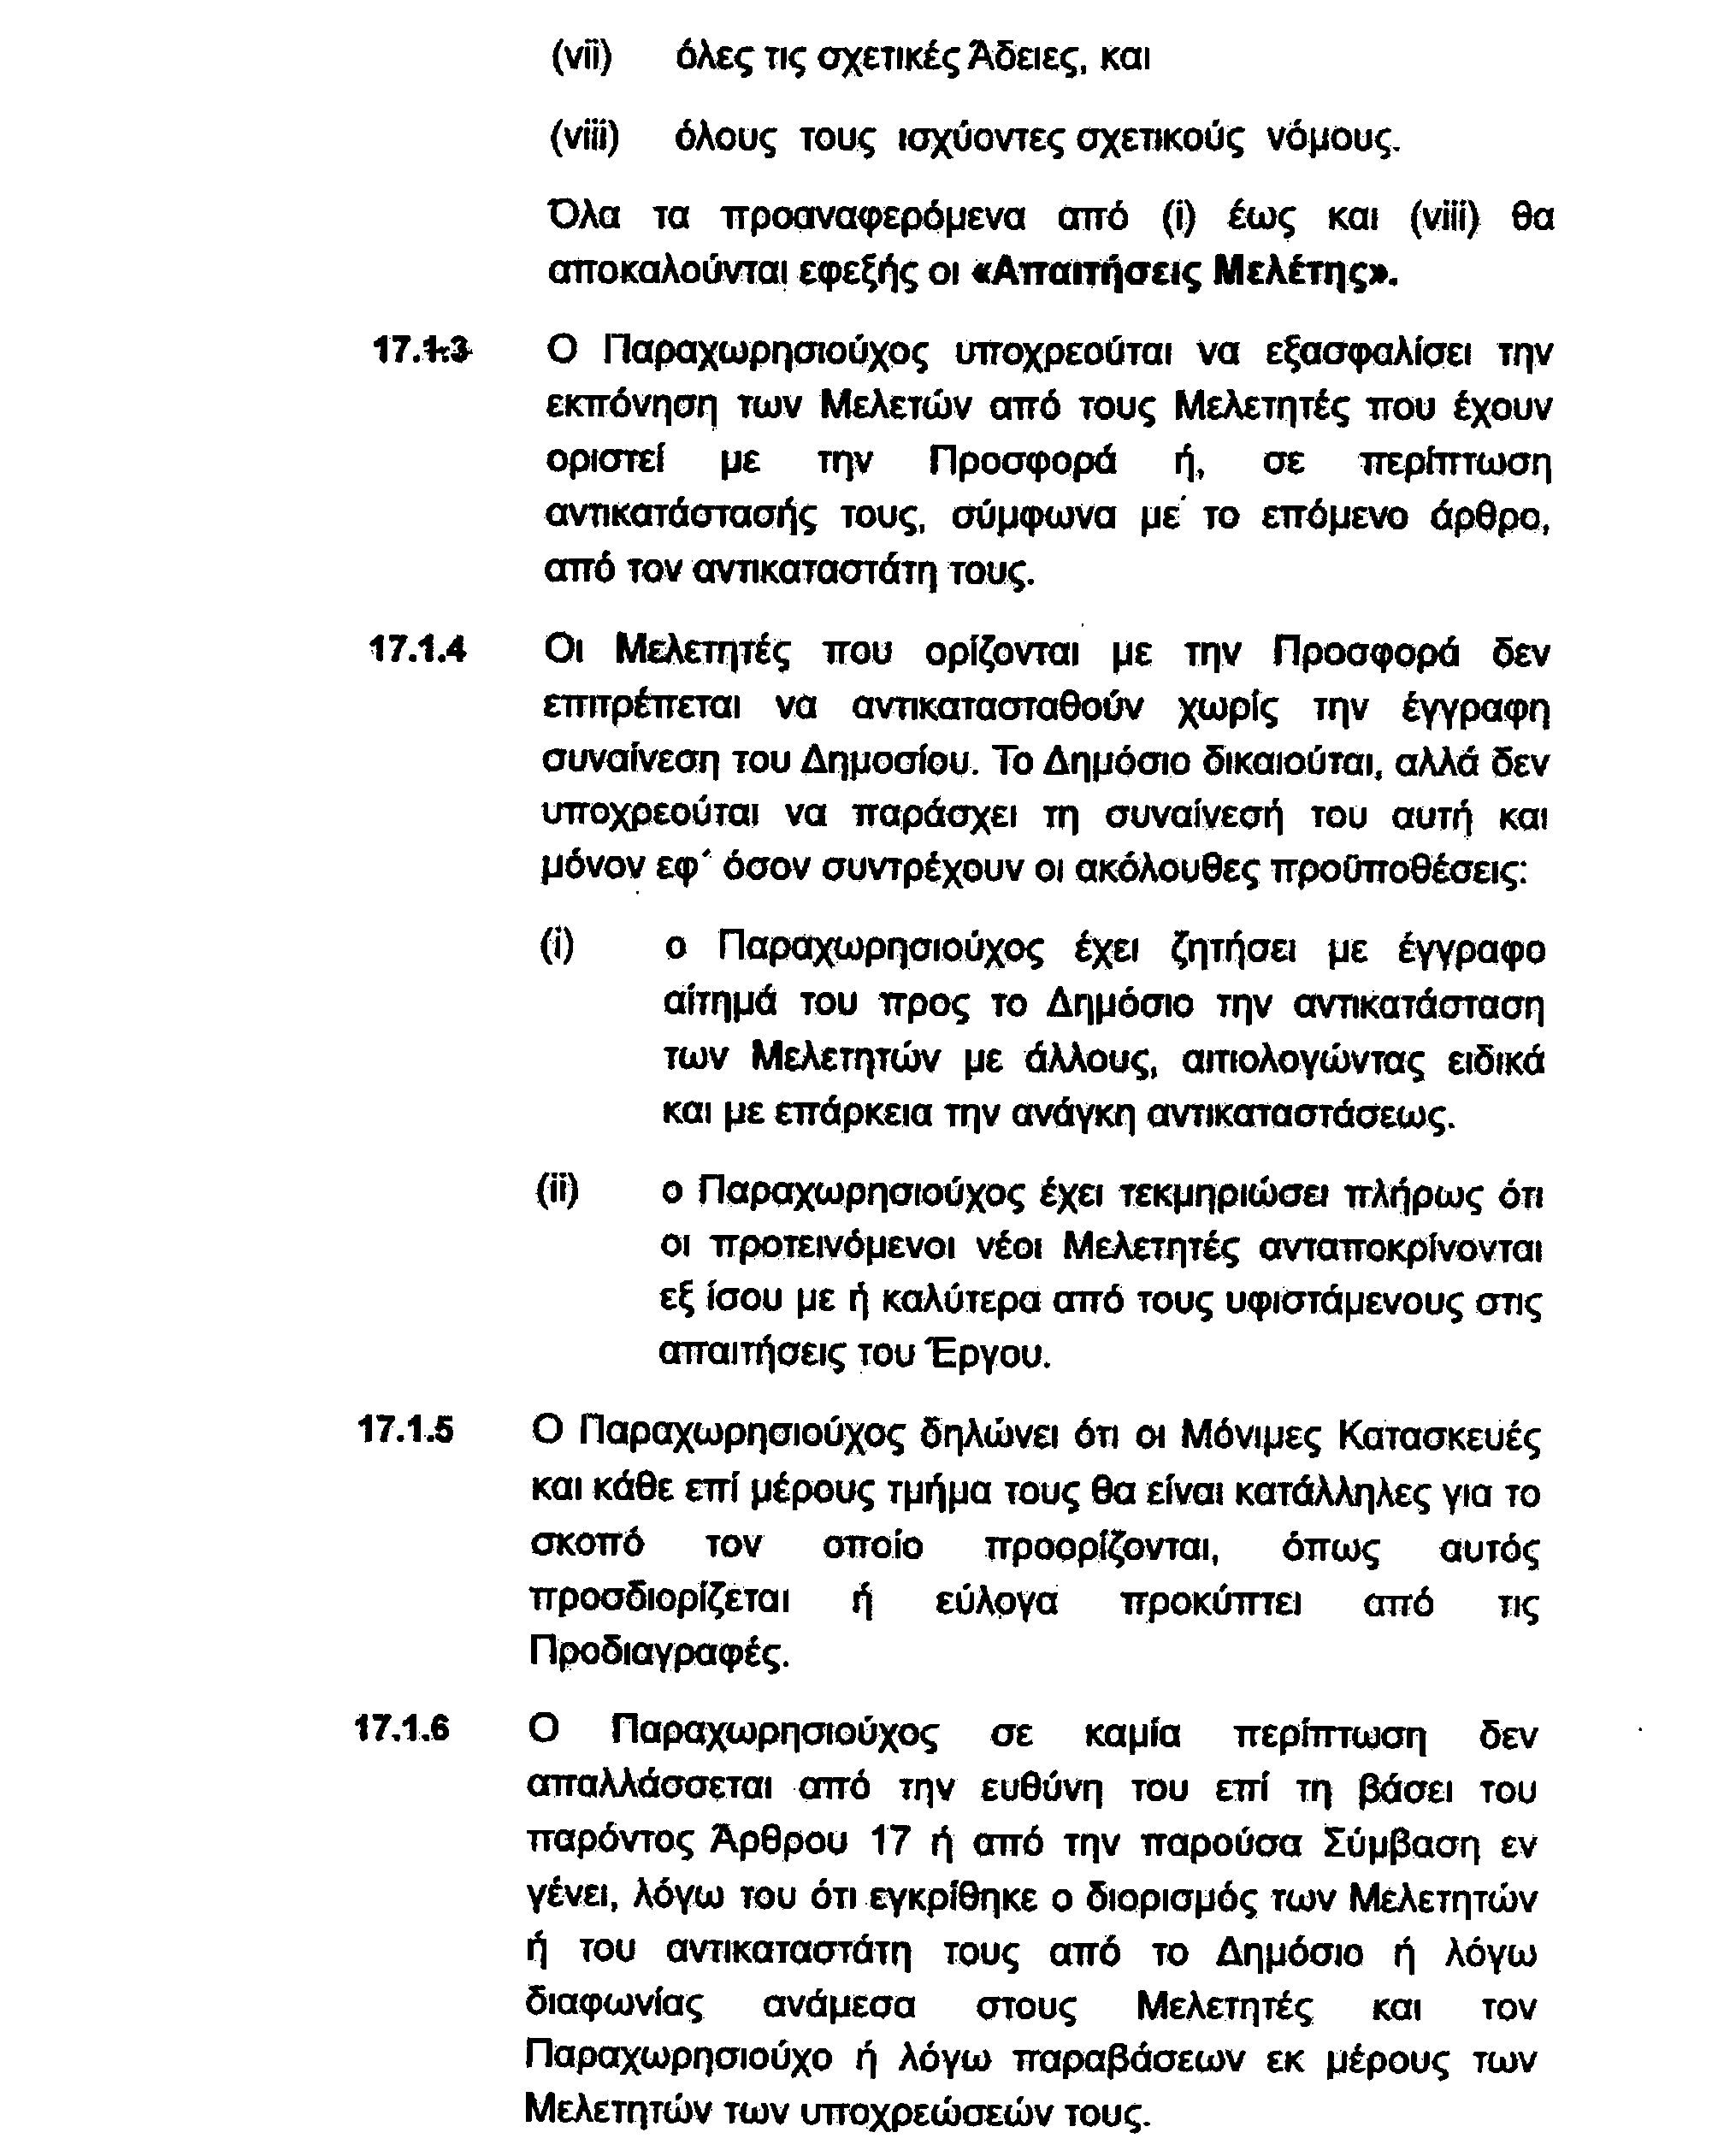 (vii) όλες τις σχετικές Άδειες, και
(viii) όλους τους ισχύοντες σχετικούς νόμους.
Όλα τα προαναφερόμενα από (i) έως και (viii) θα
αποκαλούνται εφεξής οι «Απαιτήσεις Μελέτης».
17.1.3 Ο Παραχωρησιούχος υποχρεούται να εξασφαλίσει την
εκπόνηση των Μελετών από τους Μελετητές που έχουν
οριστεί με την Προσφορά ή, σε περίπτωση
αντικατάστασής τους, σύμφωνα με το επόμενο άρθρο,
από τον αντικαταστάτη τους.
17.1.4 Οι Μελετητές που ορίζονται με την Προσφορά δεν
επιτρέπεται να αντικατασταθούν χωρίς την έγγραφη
συναίνεση του Δημοσίου. Το Δημόσιο δικαιούται, αλλά δεν
υποχρεούται να παράσχει τη συναίνεσή του αυτή και
μόνον εφ΄ όσον συντρέχουν οι ακόλουθες προϋποθέσεις:
(i) ο Παραχωρησιούχος έχει ζητήσει με έγγραφο
αίτημά του προς το Δημόσιο την αντικατάσταση
των Μελετητών με άλλους, αιτιολογώντας ειδικά
και με επάρκεια την ανάγκη αντικαταστάσεως.
(ii) ο Παραχωρησιούχος έχει τεκμηριώσει πλήρως ότι
οι προτεινόμενοι νέοι Μελετητές ανταποκρίνονται
εξ ίσου με ή καλύτερα από τους υφιστάμενους στις
απαιτήσεις του Έργου.
17.1.5 Ο Παραχωρησιούχος δηλώνει ότι οι Μόνιμες Κατασκευές
και κάθε επί μέρους τμήμα τους θα είναι κατάλληλες για το
σκοπό τον οποίο προορίζονται, όπως αυτός
προσδιορίζεται ή εύλογα προκύπτει από τις
Προδιαγραφές.
17.1.6 Ο Παραχωρησιούχος σε καμία περίπτωση δεν
απαλλάσσεται από την ευθύνη του επί τη βάσει του
παρόντος Άρθρου 17 ή από την παρούσα Σύμβαση εν
γένει, λόγω του ότι εγκρίθηκε ο διορισμός των Μελετητών
ή του αντικαταστάτη τους από το Δημόσιο ή λόγω
διαφωνίας ανάμεσα στους Μελετητές και τον
Παραχωρησιούχο ή λόγω παραβάσεων εκ μέρους των
Μελετητών των υποχρεώσεών τους.